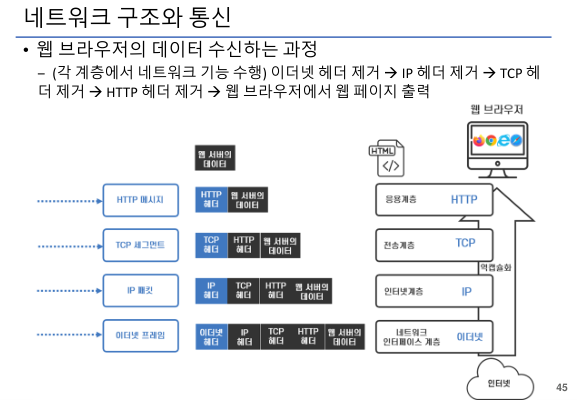 네트워크 구조와 통신
• 웹 브라우저의 데이터 수신하는 과정
– (각 계층에서 네트워크 기능 수행) 이더넷 헤더 제거 → IP 헤더 제거 → TCP 헤
더 제거 → HTTP 헤더 제거 → 웹 브라우저에서 웹 페이지 출력
웹 브라우저
웹 서버의
데이터
HTML
</>
HTTP 메시지
HTTP
헤더
웹 서버의
데이터
응용계층
HTTP
TCP 세그먼트
TCP
헤더
HTTP
헤더
웹 서버의
데이터
전송계층
TCP
역캡슐화
IP 패킷
IP
헤더
TCP
헤더
HTTP
헤더
웹 서버의
데이터
인터넷계층
IP
이더넷 프레임
이더넷
헤더
IP
헤더
TCP
헤더
HTTP
헤더
웹 서버의
데이터
네트워크
인터페이스 계층
이더넷
인터넷
45